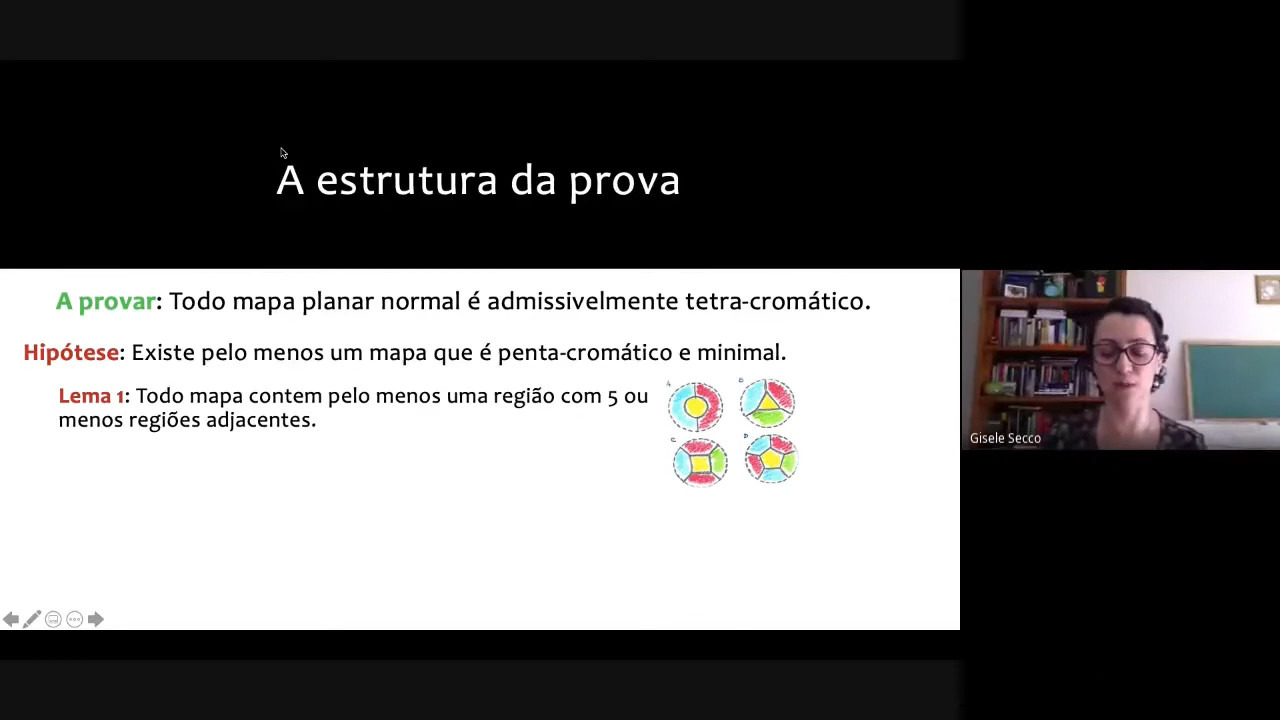 A estrutura da prova
A provar: Todo mapa planar normal é admissivelmente tetra-cromático.
Hipótese: Existe pelo menos um mapa que é penta-cromático e minimal.
Lema 1: Todo mapa contem pelo menos uma região com 5 ou
menos regiões adjacentes.
A
B
C
D
Gisele Secco